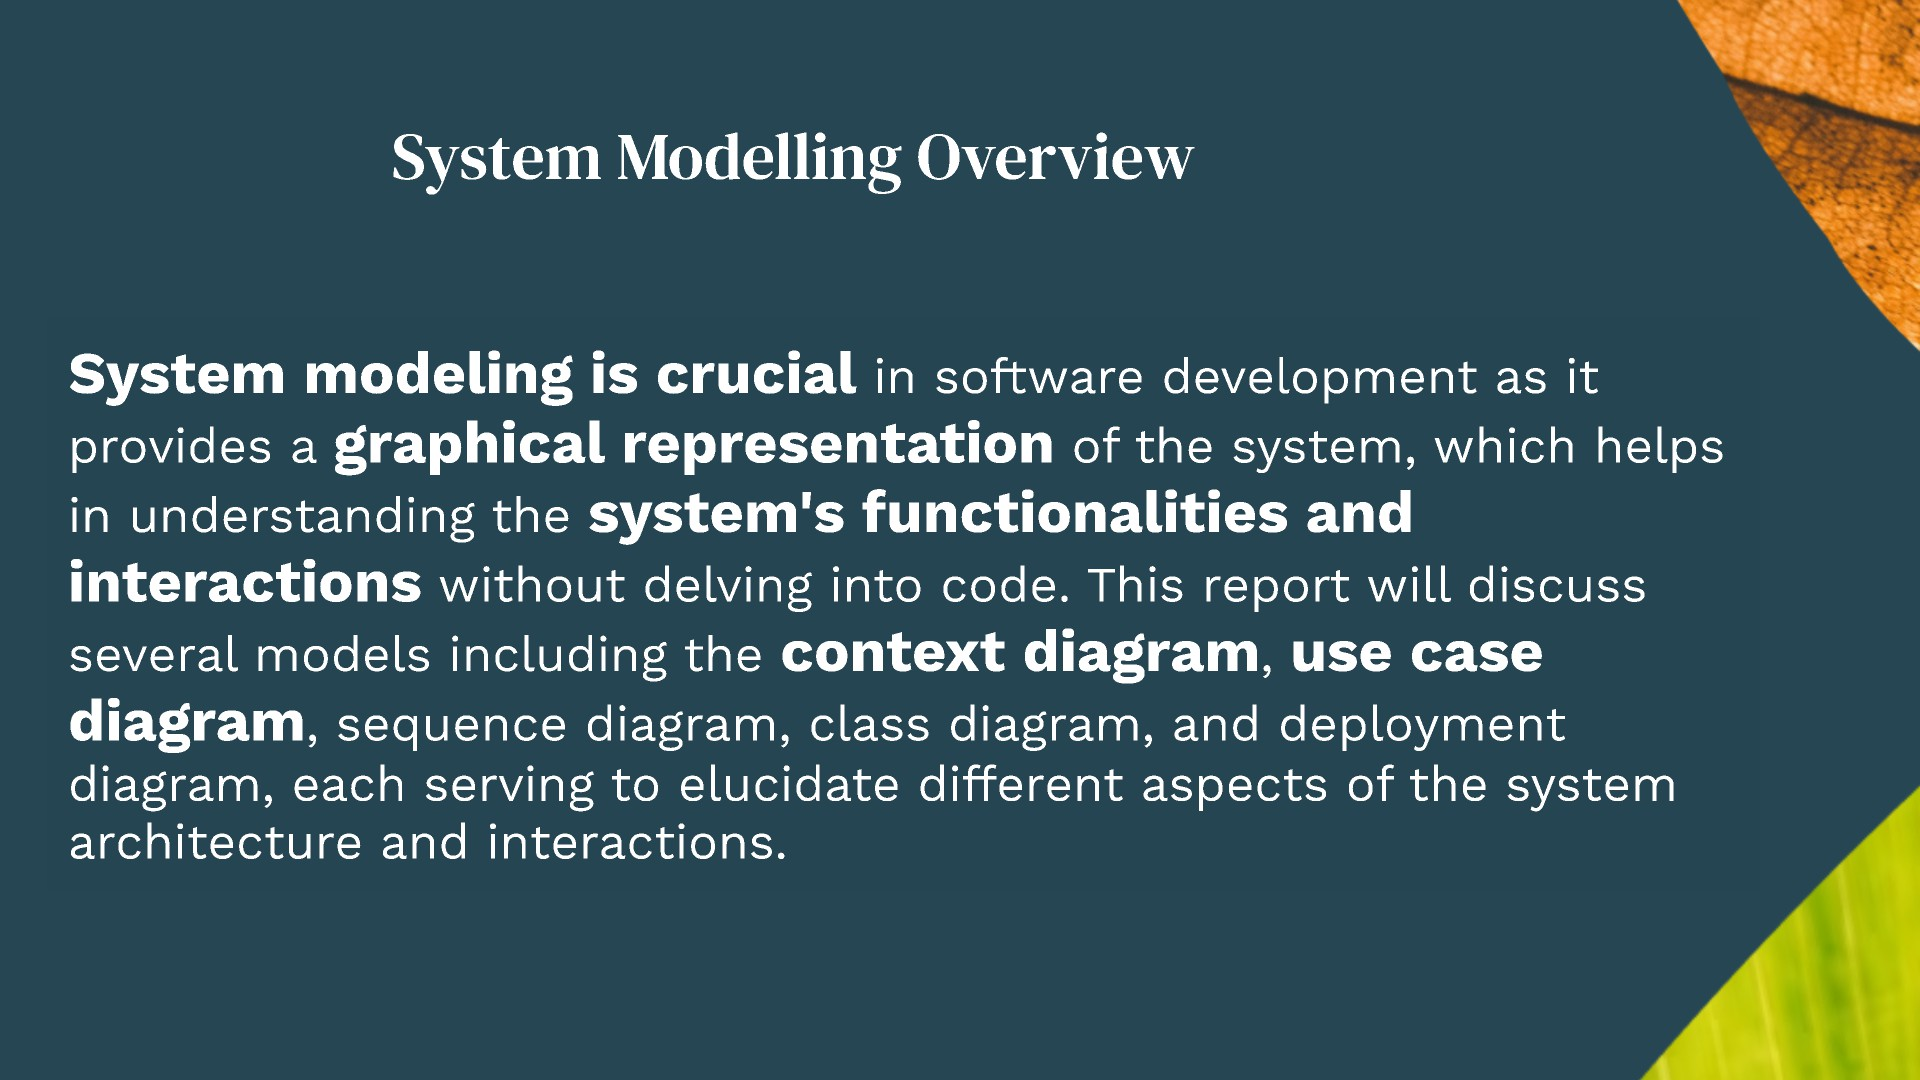 System Modelling Overview
System modeling is crucial in software development as it
provides a graphical representation of the system, which helps
in understanding the system's functionalities and
interactions without delving into code. This report will discuss
several models including the context diagram, use case
diagram, sequence diagram, class diagram, and deployment
diagram, each serving to elucidate different aspects of the system
architecture and interactions.